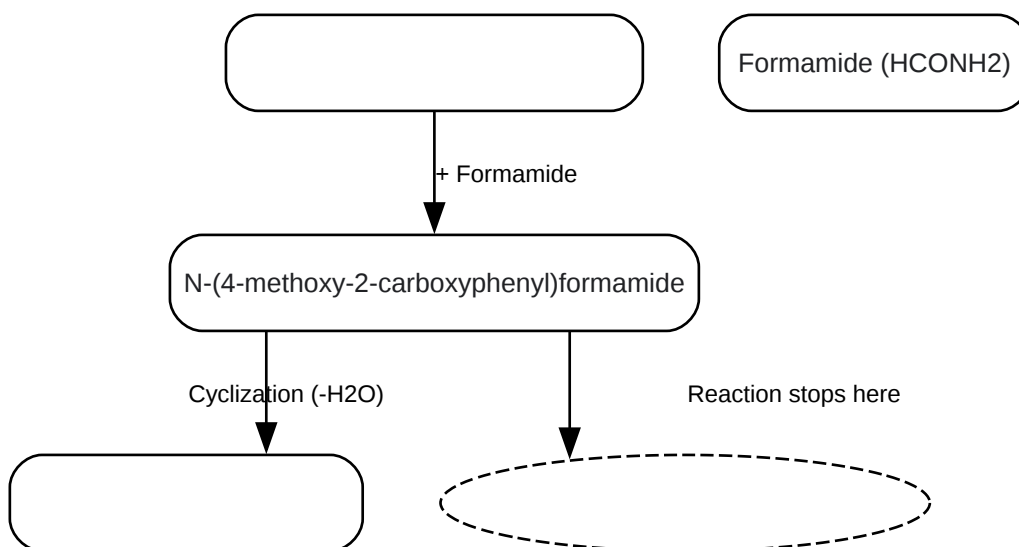 Formamide (HCONH2)
+ Formamide
N-(4-methoxy-2-carboxyphenyl)formamide
Cyclization (-H2O)
Reaction stops here